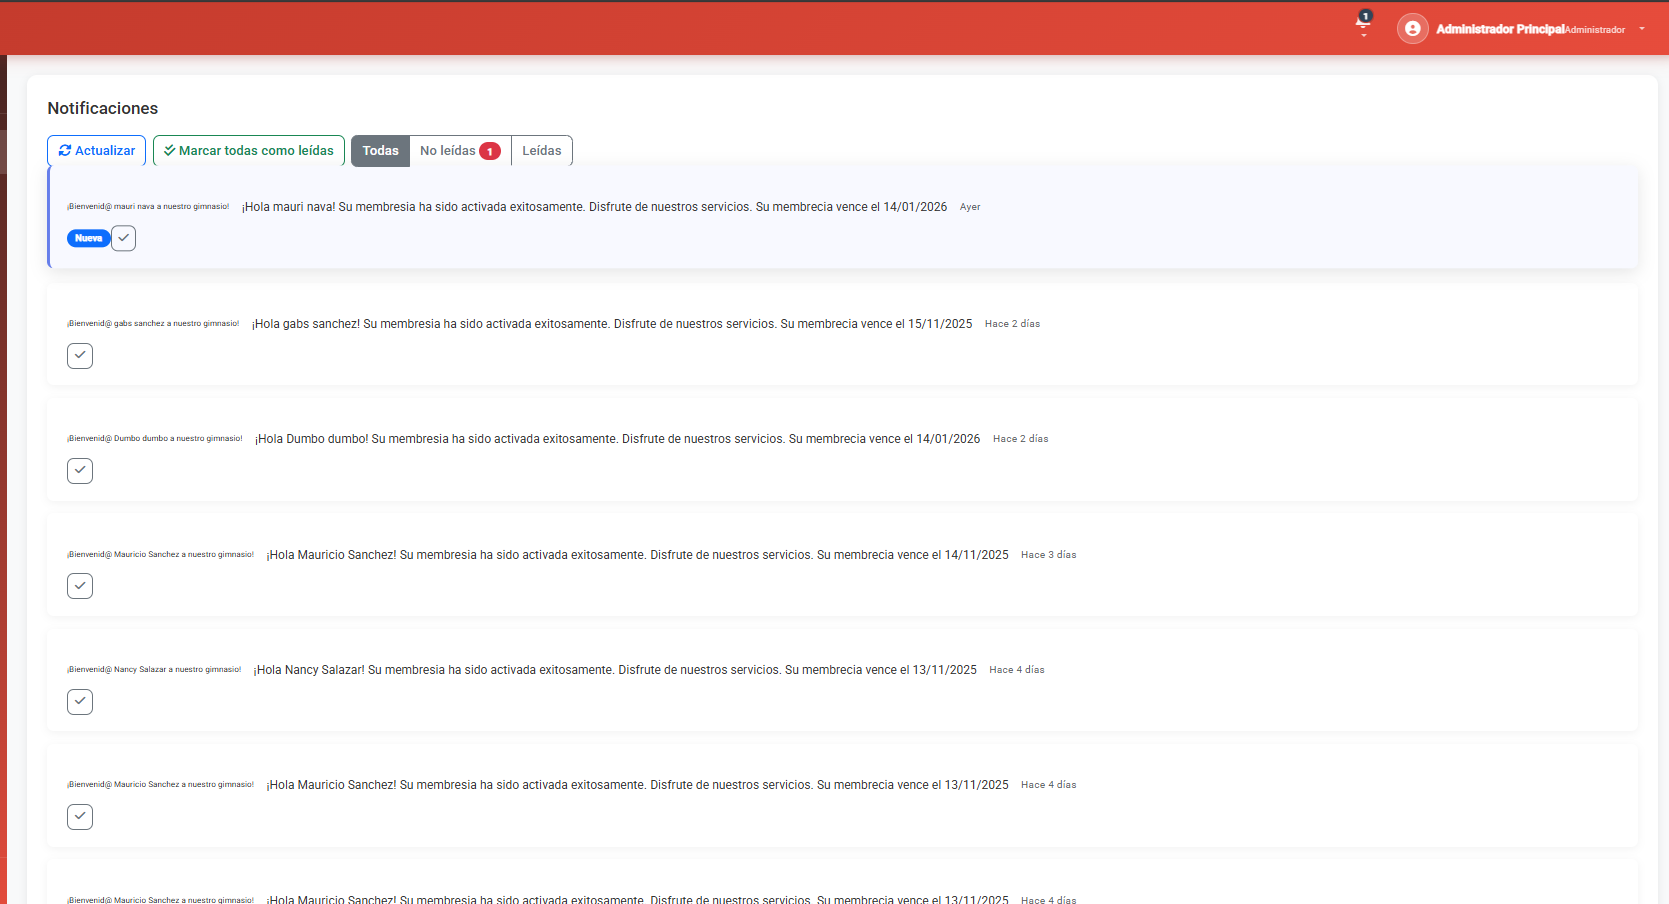 1
Administrador Principal Administrador
Notificaciones
Actualizar Marcar todas como leídas Todas No leídas 1 Leídas
¡Bienvenid@ mauri nava a nuestro gimnasio! ¡Hola mauri nava! Su membresia ha sido activada exitosamente. Disfrute de nuestros servicios. Su membrecia vence el 14/01/2026 Ayer
Nueva
¡Bienvenid@ gabs sanchez a nuestro gimnasio! ¡Hola gabs sanchez! Su membresia ha sido activada exitosamente. Disfrute de nuestros servicios. Su membrecia vence el 15/11/2025 Hace 2 días
¡Bienvenid@ Dumbo dumbo a nuestro gimnasio! ¡Hola Dumbo dumbo! Su membresia ha sido activada exitosamente. Disfrute de nuestros servicios. Su membrecia vence el 14/01/2026 Hace 2 días
¡Bienvenid@ Mauricio Sanchez a nuestro gimnasio! ¡Hola Mauricio Sanchez! Su membresia ha sido activada exitosamente. Disfrute de nuestros servicios. Su membrecia vence el 14/11/2025 Hace 3 días
¡Bienvenid@ Nancy Salazar a nuestro gimnasio! ¡Hola Nancy Salazar! Su membresia ha sido activada exitosamente. Disfrute de nuestros servicios. Su membrecia vence el 13/11/2025 Hace 4 días
¡Bienvenid@ Mauricio Sanchez a nuestro gimnasio! ¡Hola Mauricio Sanchez! Su membresia ha sido activada exitosamente. Disfrute de nuestros servicios. Su membrecia vence el 13/11/2025 Hace 4 días
¡Bienvenid@ Mauricio Sanchez a nuestro gimnasio! ¡Hola Mauricio Sanchez! Su membresia ha sido activada exitosamente. Disfrute de nuestros servicios. Su membrecia vence el 13/11/2025 Hace 4 días